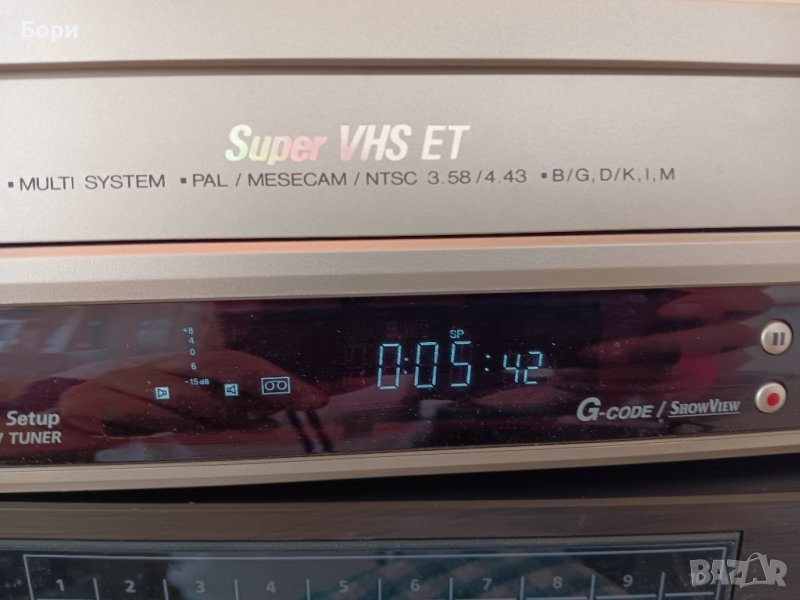 Бори
Super VHS ET
▪MULTI SYSTEM ▪PAL / MESECAM / NTSC 3.58/4.43 ▪B/G, D/K, I, M
+8
4
0
6
-15dB
SP
0:05:42
Setup
/ TUNER
G-CODE / SHOWVIEW
1 2 3 4 5 6 7 8 9
BAZAR